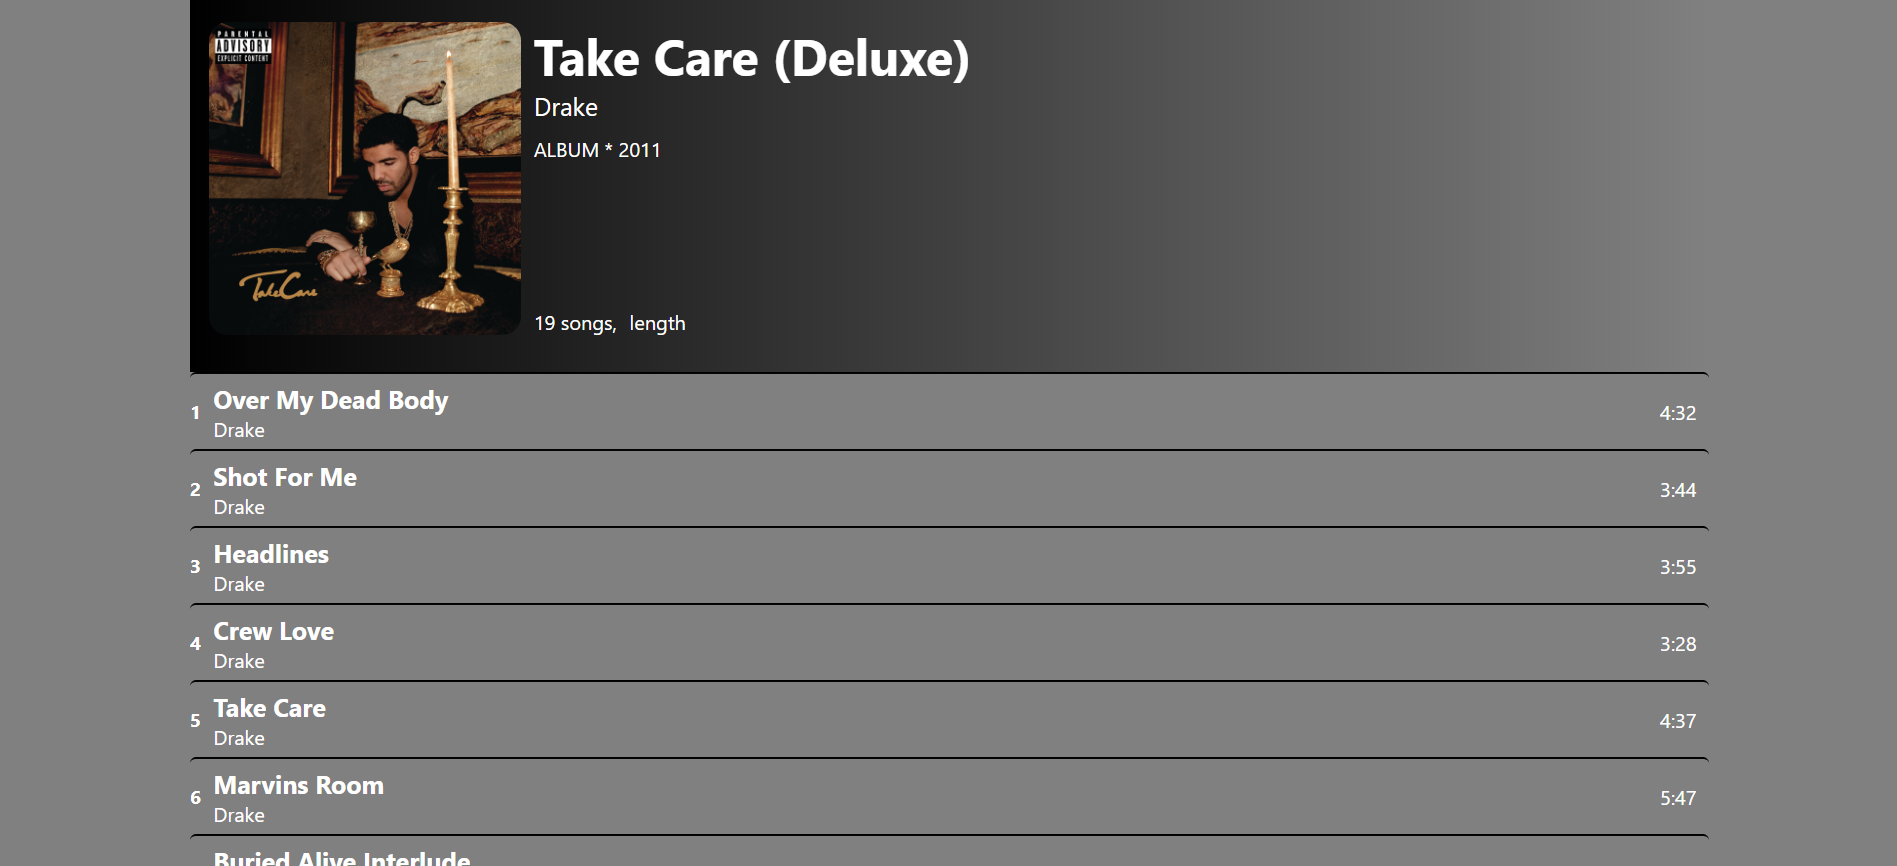 PARENTAL
ADVISORY
EXPLICIT CONTENT
Take Care
Take Care (Deluxe)
Drake
ALBUM * 2011
19 songs, length
1 Over My Dead Body 4:32
Drake
2 Shot For Me 3:44
Drake
3 Headlines 3:55
Drake
4 Crew Love 3:28
Drake
5 Take Care 4:37
Drake
6 Marvins Room 5:47
Drake
Buried Alive Interlude